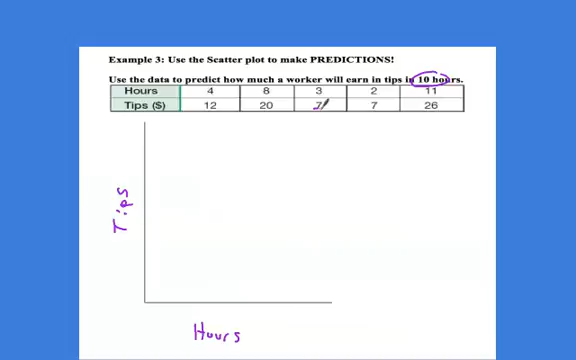 Example 3: Use the Scatter plot to make PREDICTIONS!
Use the data to predict how much a worker will earn in tips in 10 hours.
Hours 4 8 3 2 11
Tips ($) 12 20 7 7 26
Tips
Hours